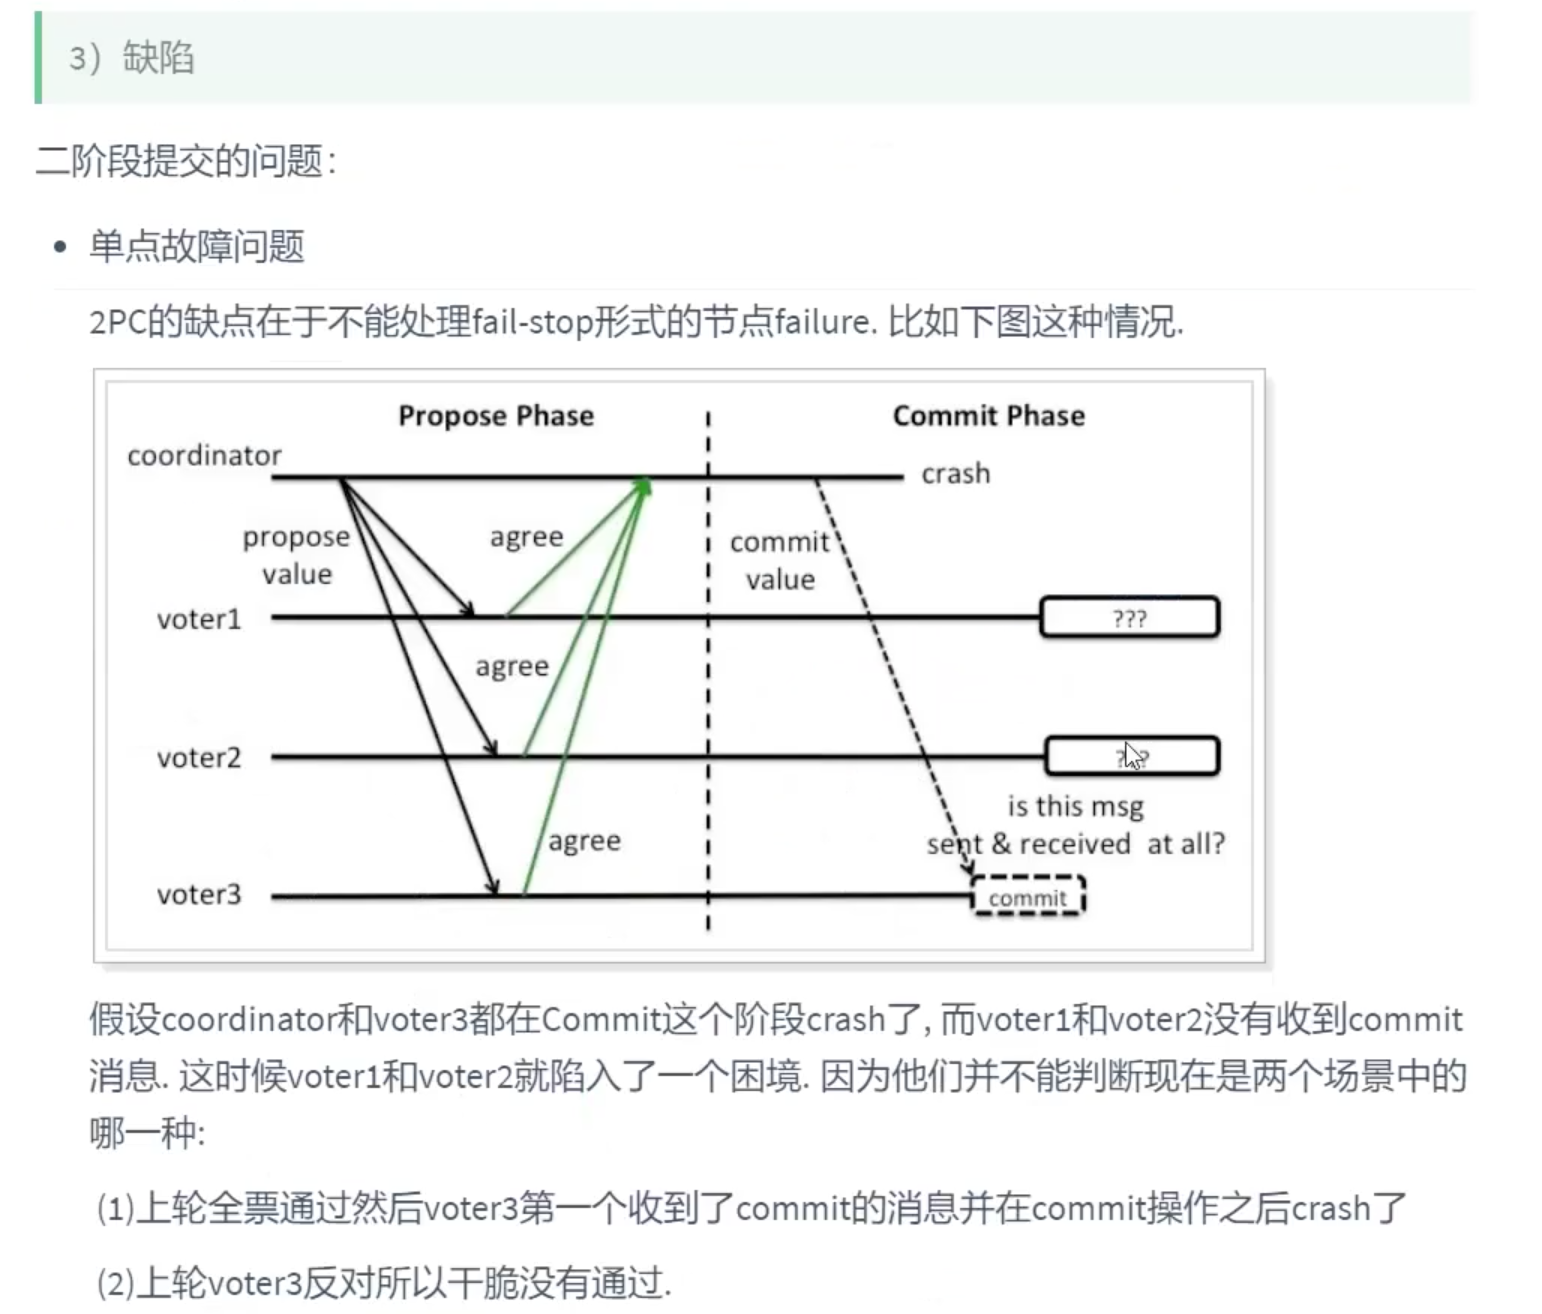 3）缺陷
二阶段提交的问题：
单点故障问题
2PC的缺点在于不能处理fail-stop形式的节点failure. 比如下图这种情况.
Propose Phase
Commit Phase
coordinator
crash
propose
value
agree
commit
value
voter1
???
agree
voter2
is this msg
sent & received at all?
agree
voter3
commit
假设coordinator和voter3都在Commit这个阶段crash了, 而voter1和voter2没有收到commit
消息. 这时候voter1和voter2就陷入了一个困境. 因为他们并不能判断现在是两个场景中的
哪一种:
(1)上轮全票通过然后voter3第一个收到了commit的消息并在commit操作之后crash了
(2)上轮voter3反对所以干脆没有通过.